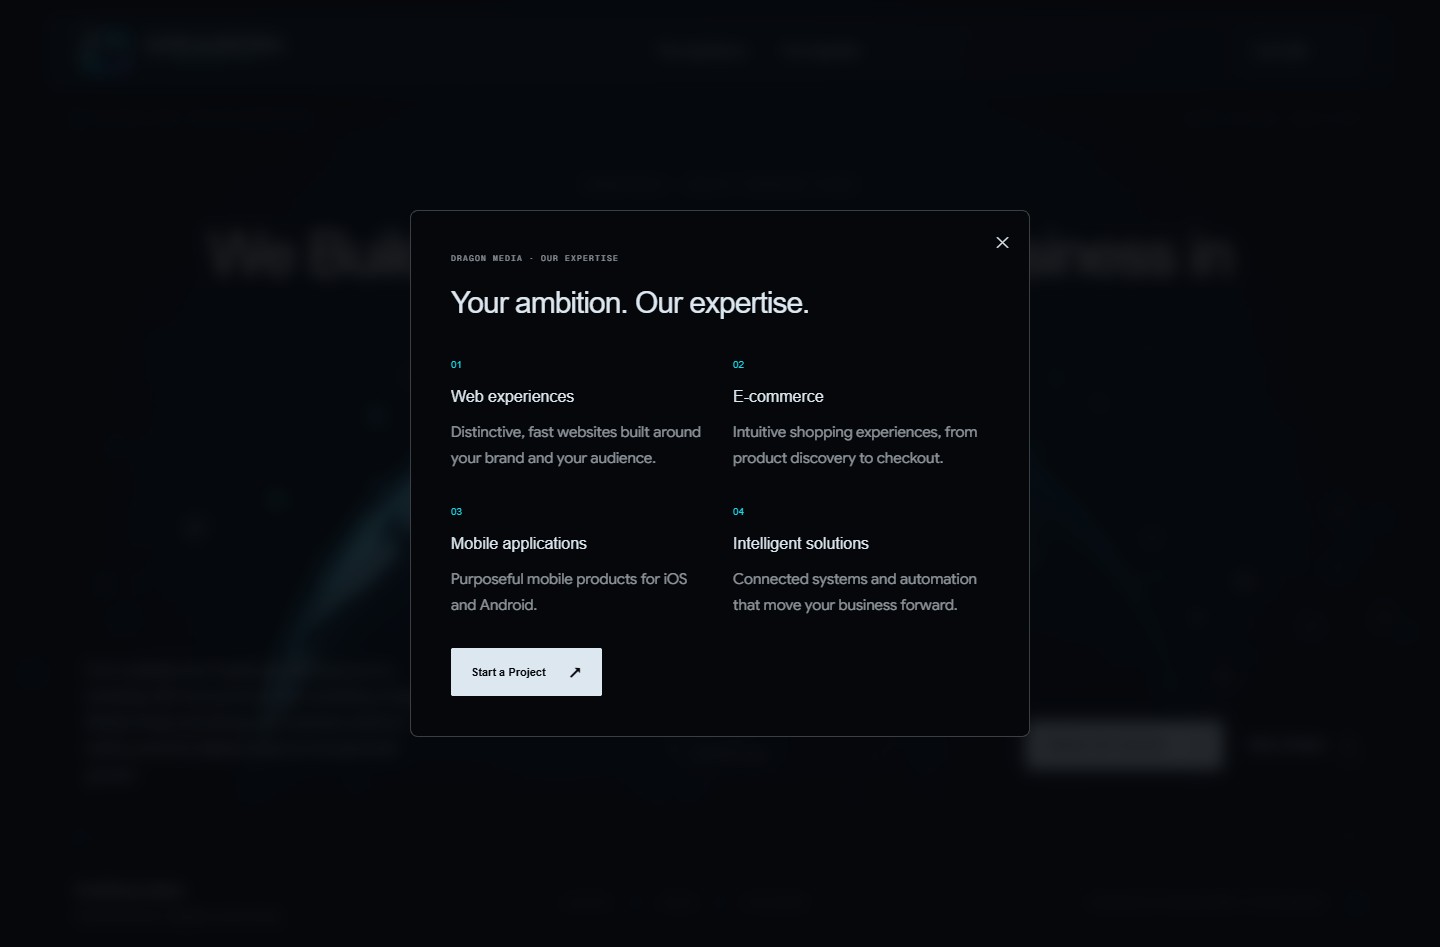 DRAGON MEDIA - OUR EXPERTISE
Your ambition. Our expertise.
01
Web experiences
Distinctive, fast websites built around
your brand and your audience.
02
E-commerce
Intuitive shopping experiences, from
product discovery to checkout.
03
Mobile applications
Purposeful mobile products for iOS
and Android.
04
Intelligent solutions
Connected systems and automation
that move your business forward.
Start a Project